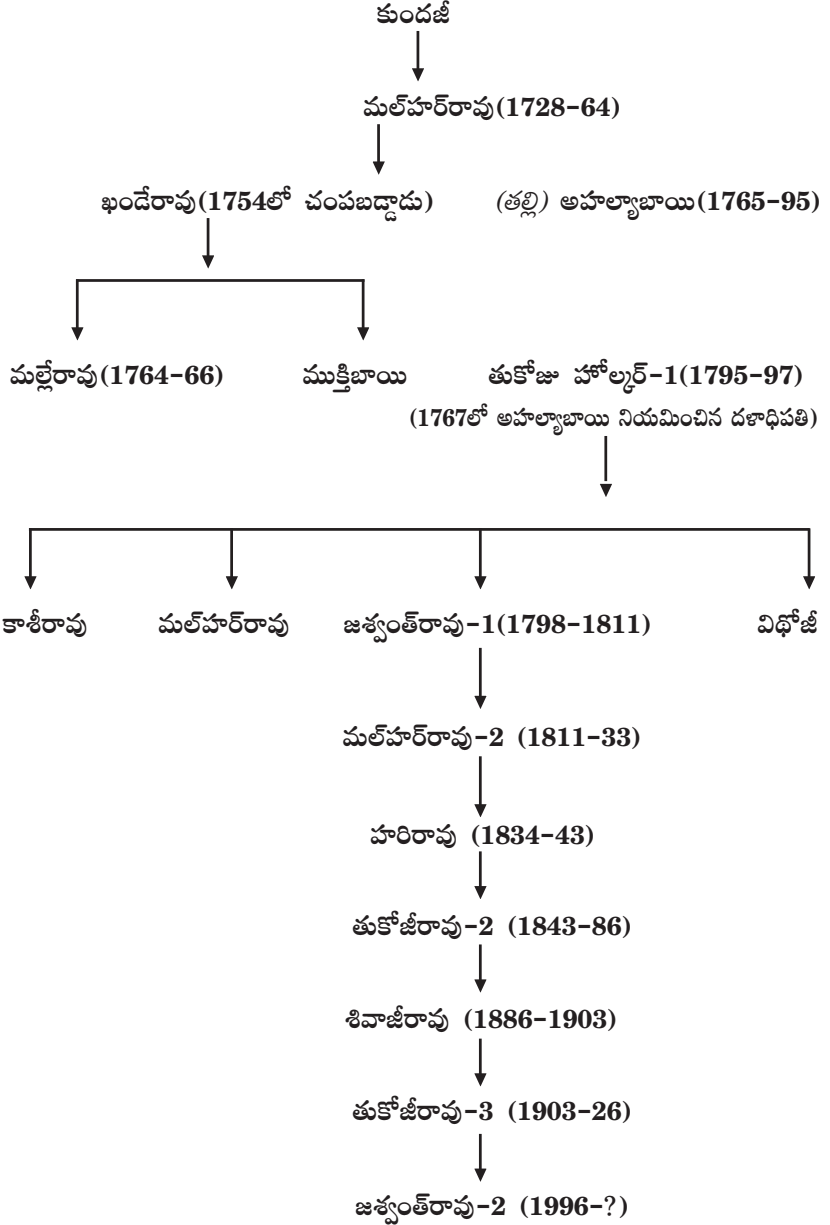 కుందజీ
మల్‌హర్‌రావు(1728-64)
ఖండేరావు(1754లో చంపబడ్డాడు) (తల్లి) అహల్యాబాయి(1765-95)
మల్లేరావు(1764-66) ముక్తిబాయి తుకోజు హోల్కర్-1(1795-97)
(1767లో అహల్యాబాయి నియమించిన దళాధిపతి)
కాశీరావు మల్‌హర్‌రావు జశ్వంత్‌రావు-1(1798-1811) విథోజీ
మల్‌హర్‌రావు-2 (1811-33)
హరిరావు (1834-43)
తుకోజీరావు-2 (1843-86)
శివాజీరావు (1886-1903)
తుకోజీరావు-3 (1903-26)
జశ్వంత్‌రావు-2 (1996-?)